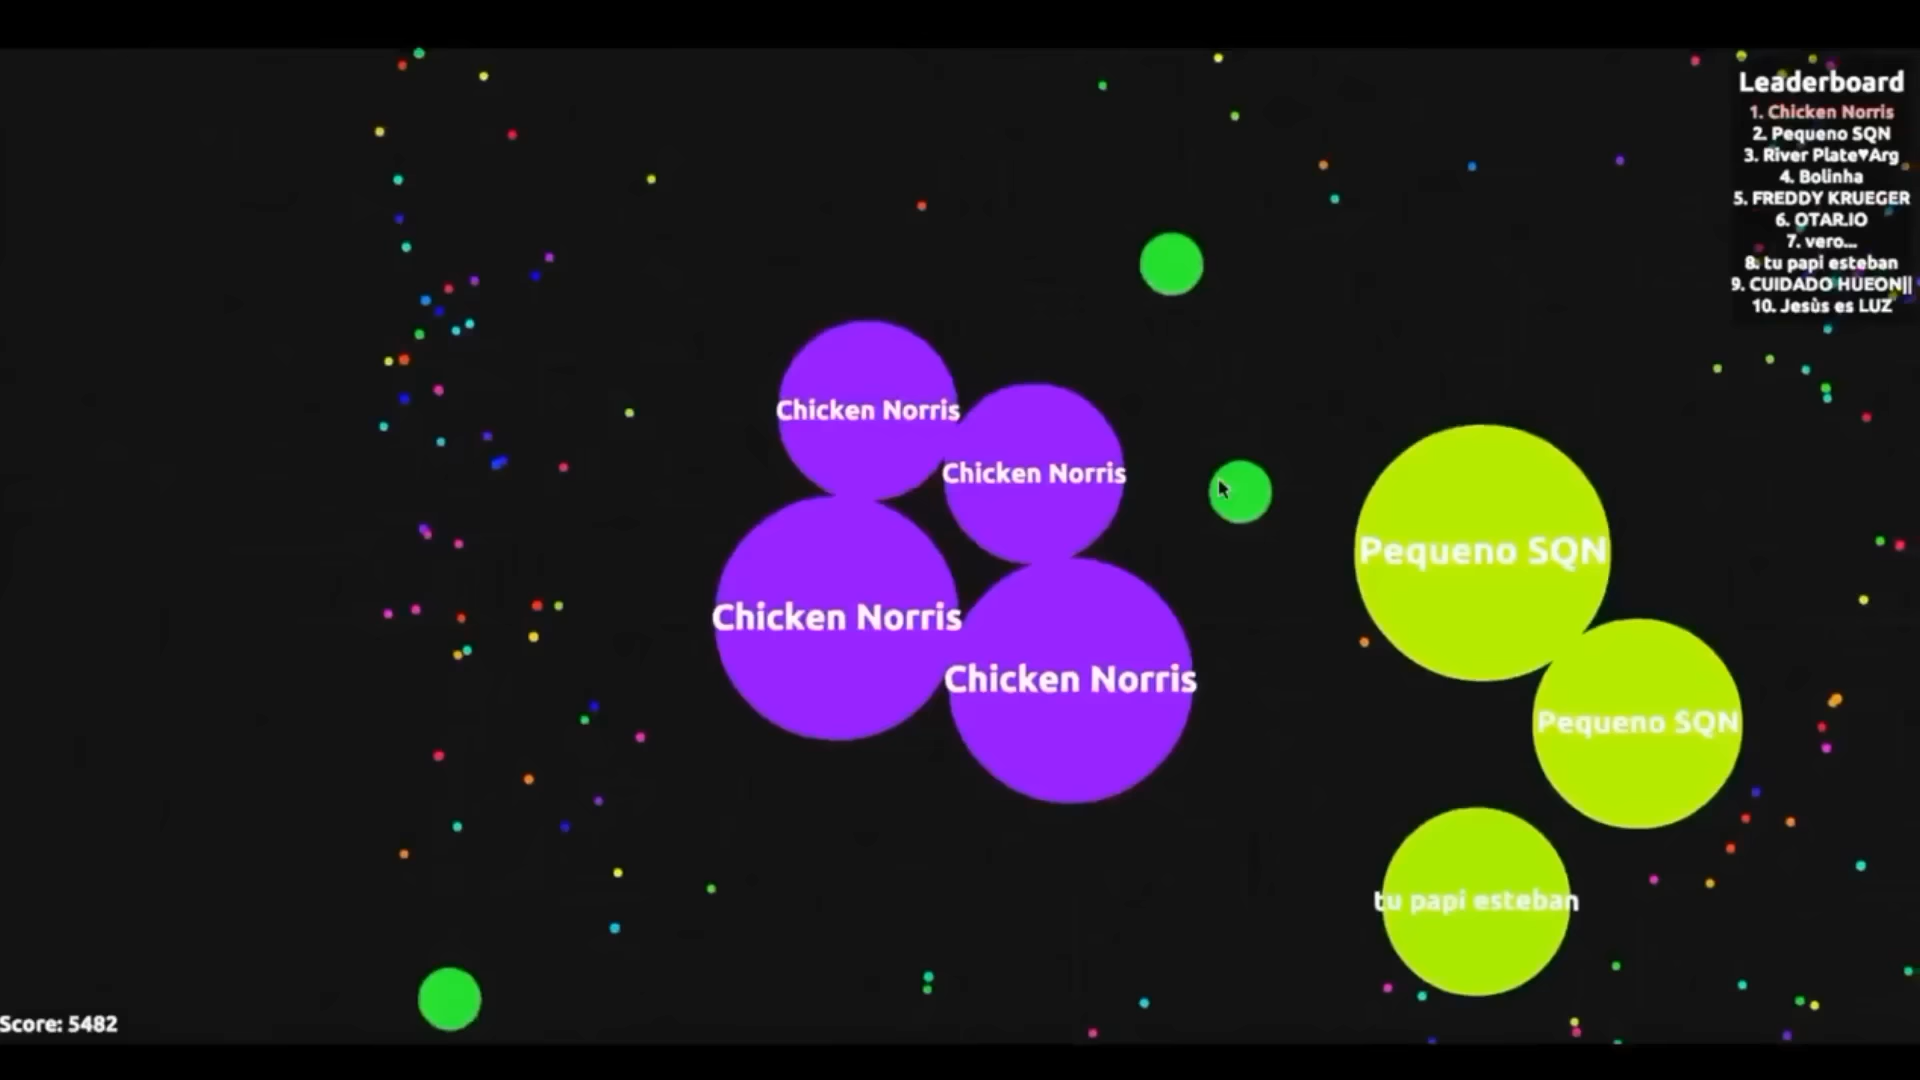 Leaderboard
1. Chicken Norris
2. Pequeno SQN
3. River Plate♥Arg
4. Bolinha
5. FREDDY KRUEGER
6. OTAR.IO
7. vero...
8. tu papi esteban
9. CUIDADO HUEON||
10. Jesùs es LUZ
Chicken Norris
Chicken Norris
Pequeno SQN
Chicken Norris
Chicken Norris
Pequeno SQN
tu papi esteban
Score: 5482